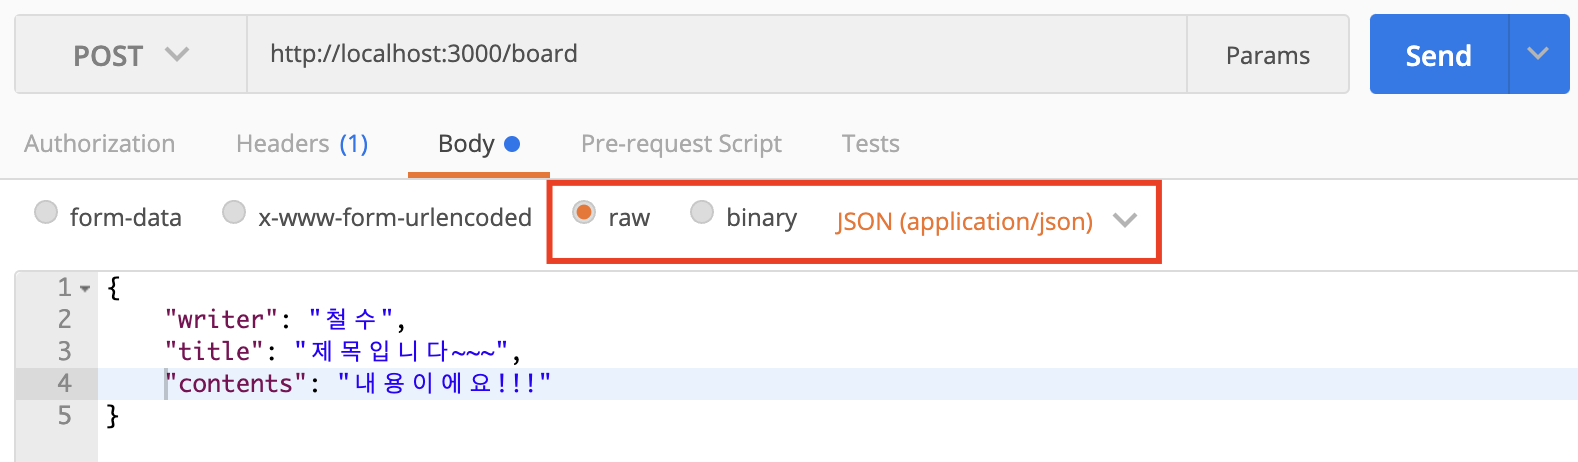 POST http://localhost:3000/board Params Send
Authorization Headers (1) Body Pre-request Script Tests
form-data x-www-form-urlencoded raw binary JSON (application/json)
1 {
2 "writer": "철수",
3 "title": "제목입니다~~~",
4 "contents": "내용이에요!!!"
5 }